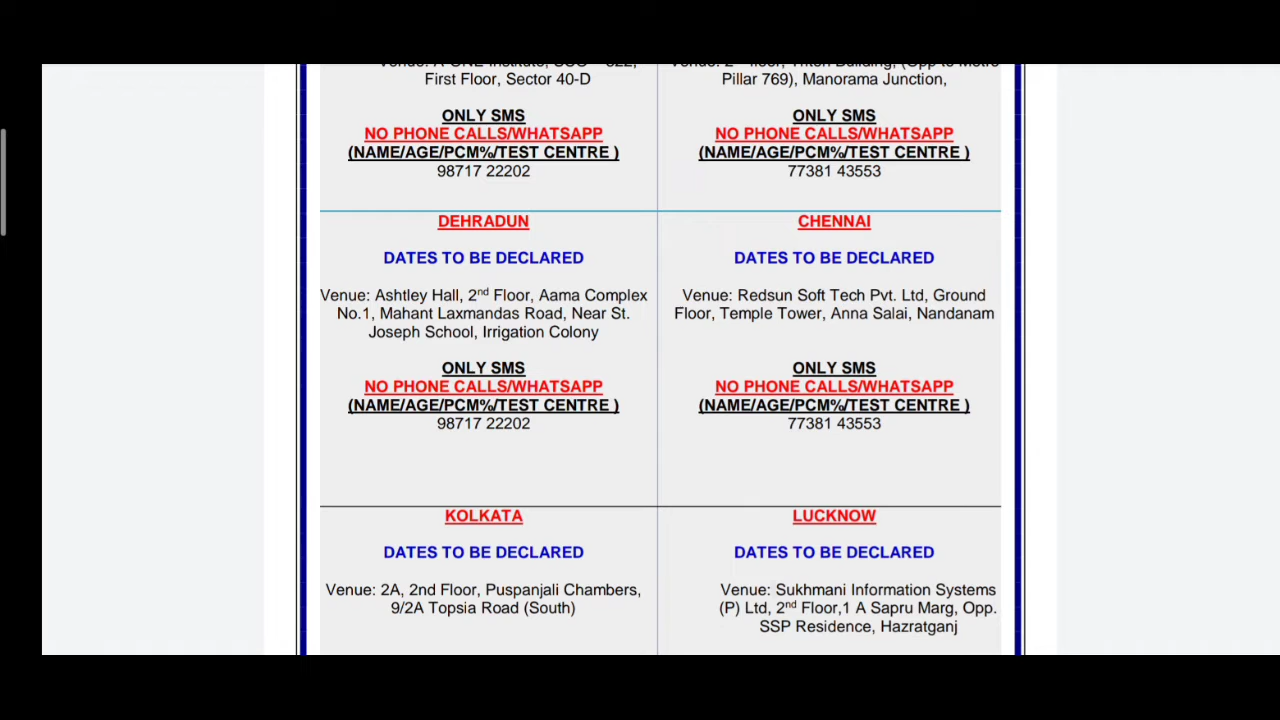 First Floor, Sector 40-D
ONLY SMS
NO PHONE CALLS/WHATSAPP
(NAME/AGE/PCM%/TEST CENTRE )
98717 22202
Pillar 769), Manorama Junction,
ONLY SMS
NO PHONE CALLS/WHATSAPP
(NAME/AGE/PCM%/TEST CENTRE )
77381 43553
DEHRADUN
DATES TO BE DECLARED
Venue: Ashtley Hall, 2nd Floor, Aama Complex
No.1, Mahant Laxmandas Road, Near St.
Joseph School, Irrigation Colony
ONLY SMS
NO PHONE CALLS/WHATSAPP
(NAME/AGE/PCM%/TEST CENTRE )
98717 22202
CHENNAI
DATES TO BE DECLARED
Venue: Redsun Soft Tech Pvt. Ltd, Ground
Floor, Temple Tower, Anna Salai, Nandanam
ONLY SMS
NO PHONE CALLS/WHATSAPP
(NAME/AGE/PCM%/TEST CENTRE )
77381 43553
KOLKATA
DATES TO BE DECLARED
Venue: 2A, 2nd Floor, Puspanjali Chambers,
9/2A Topsia Road (South)
LUCKNOW
DATES TO BE DECLARED
Venue: Sukhmani Information Systems
(P) Ltd, 2nd Floor,1 A Sapru Marg, Opp.
SSP Residence, Hazratganj